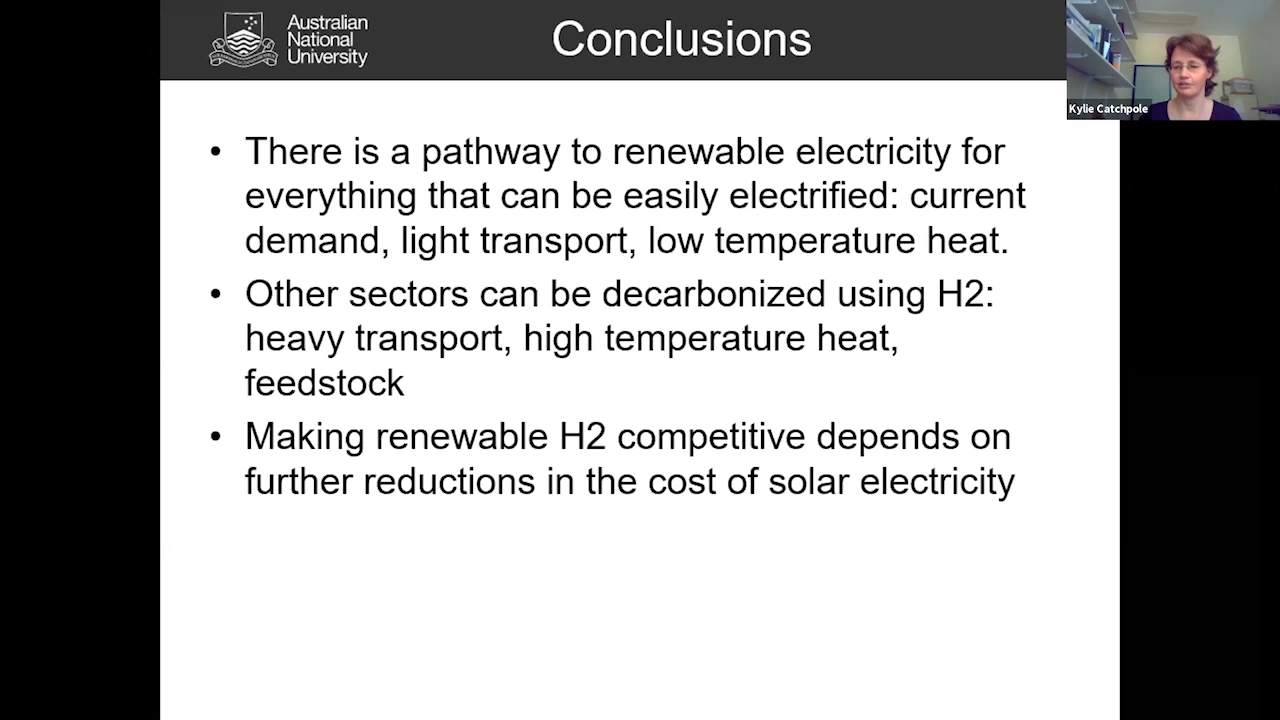 Australian
National
University
Conclusions
Kylie Catchpole
• There is a pathway to renewable electricity for
everything that can be easily electrified: current
demand, light transport, low temperature heat.
• Other sectors can be decarbonized using H2:
heavy transport, high temperature heat,
feedstock
• Making renewable H2 competitive depends on
further reductions in the cost of solar electricity